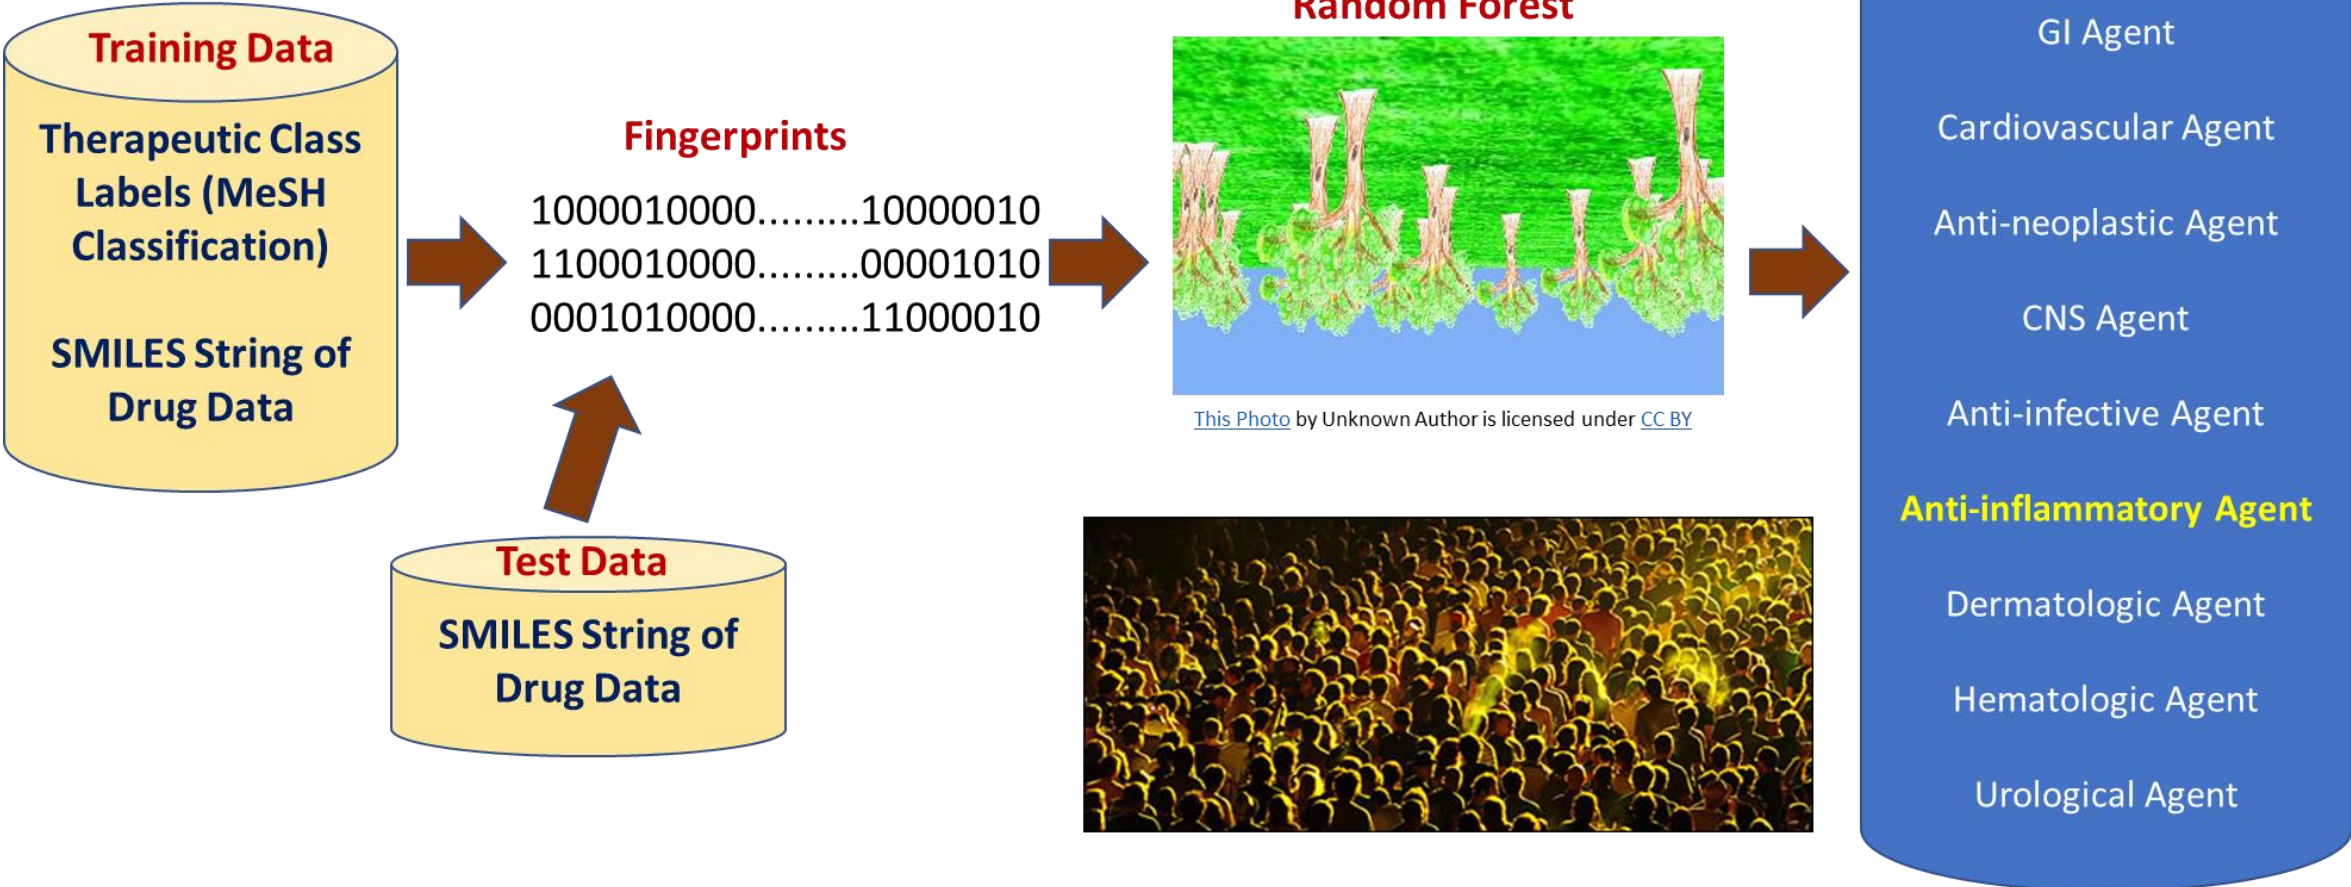 Training Data
Therapeutic Class
Labels (MeSH
Classification)
SMILES String of
Drug Data
Fingerprints
1000010000.........10000010
1100010000.........00001010
0001010000.........11000010
Test Data
SMILES String of
Drug Data
Random Forest
This Photo by Unknown Author is licensed under CC BY
GI Agent
Cardiovascular Agent
Anti-neoplastic Agent
CNS Agent
Anti-infective Agent
Anti-inflammatory Agent
Dermatologic Agent
Hematologic Agent
Urological Agent